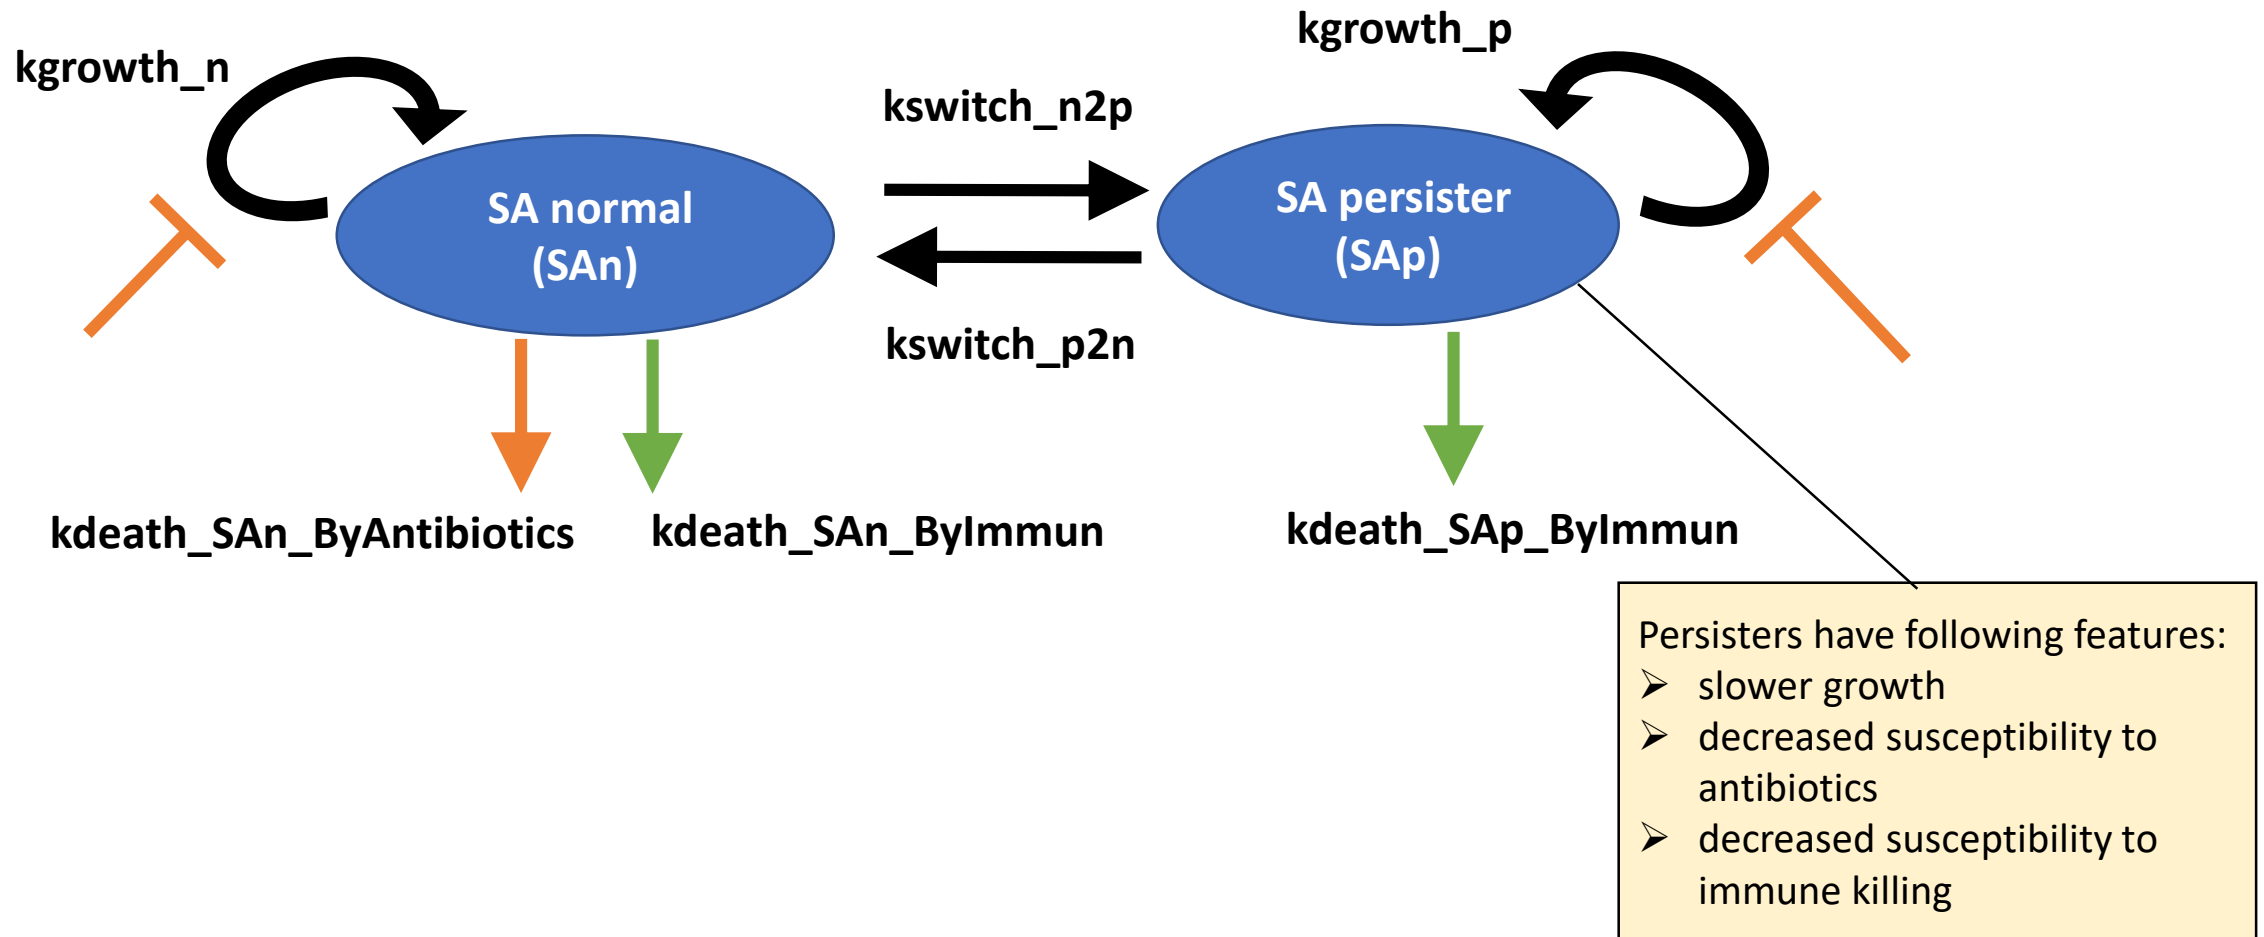 kgrowth_n
kgrowth_p
kswitch_n2p
SA normal
(SAn)
SA persister
(SAp)
kswitch_p2n
kdeath_SAn_ByAntibiotics
kdeath_SAn_ByImmun
kdeath_SAp_ByImmun
Persisters have following features:
➢ slower growth
➢ decreased susceptibility to
antibiotics
➢ decreased susceptibility to
immune killing